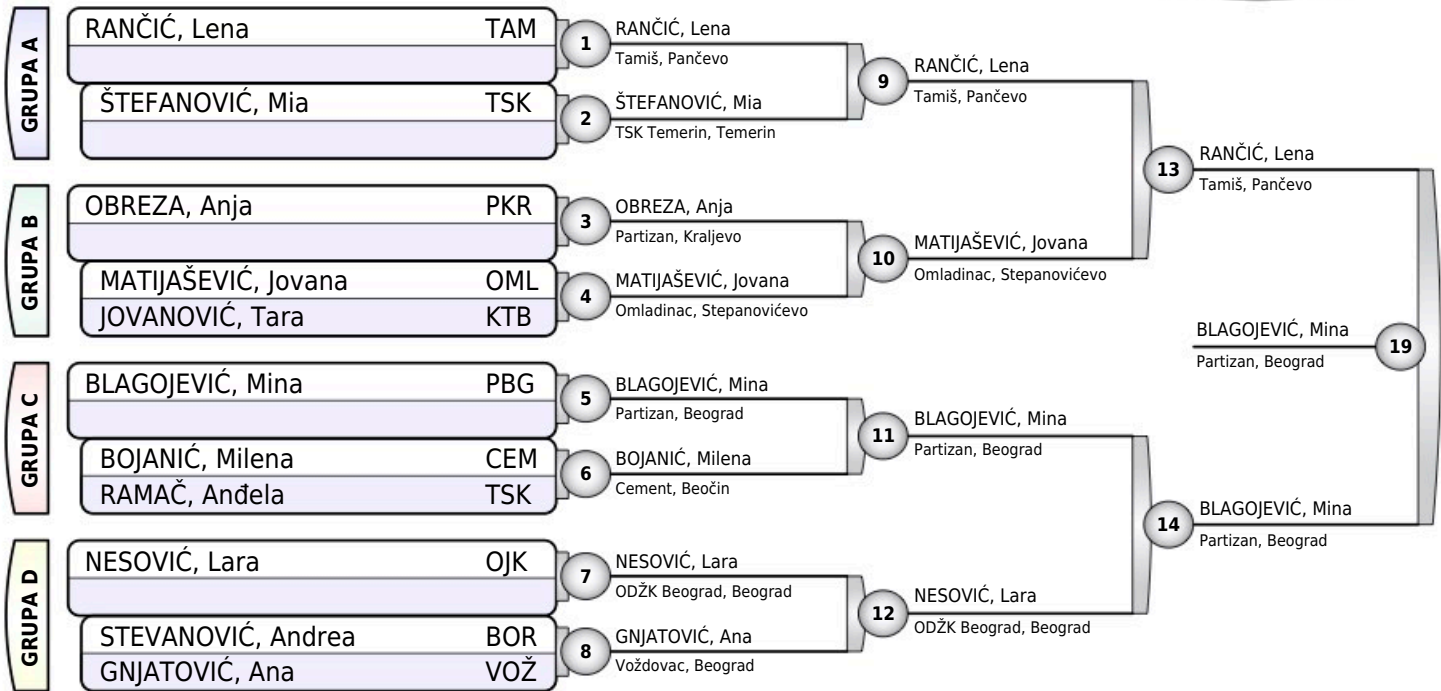 GRUPA A
RANČIĆ, Lena TAM
ŠTEFANOVIĆ, Mia TSK
GRUPA B
OBREZA, Anja PKR
MATIJAŠEVIĆ, Jovana OML
JOVANOVIĆ, Tara KTB
GRUPA C
BLAGOJEVIĆ, Mina PBG
BOJANIĆ, Milena CEM
RAMAČ, Anđela TSK
GRUPA D
NESOVIĆ, Lara OJK
STEVANOVIĆ, Andrea BOR
GNJATOVIĆ, Ana VOŽ
1 RANČIĆ, Lena
Tamiš, Pančevo
2 ŠTEFANOVIĆ, Mia
TSK Temerin, Temerin
3 OBREZA, Anja
Partizan, Kraljevo
4 MATIJAŠEVIĆ, Jovana
Omladinac, Stepanovićevo
5 BLAGOJEVIĆ, Mina
Partizan, Beograd
6 BOJANIĆ, Milena
Cement, Beočin
7 NESOVIĆ, Lara
ODŽK Beograd, Beograd
8 GNJATOVIĆ, Ana
Voždovac, Beograd
9 RANČIĆ, Lena
Tamiš, Pančevo
10 MATIJAŠEVIĆ, Jovana
Omladinac, Stepanovićevo
11 BLAGOJEVIĆ, Mina
Partizan, Beograd
12 NESOVIĆ, Lara
ODŽK Beograd, Beograd
13 RANČIĆ, Lena
Tamiš, Pančevo
14 BLAGOJEVIĆ, Mina
Partizan, Beograd
BLAGOJEVIĆ, Mina 19
Partizan, Beograd